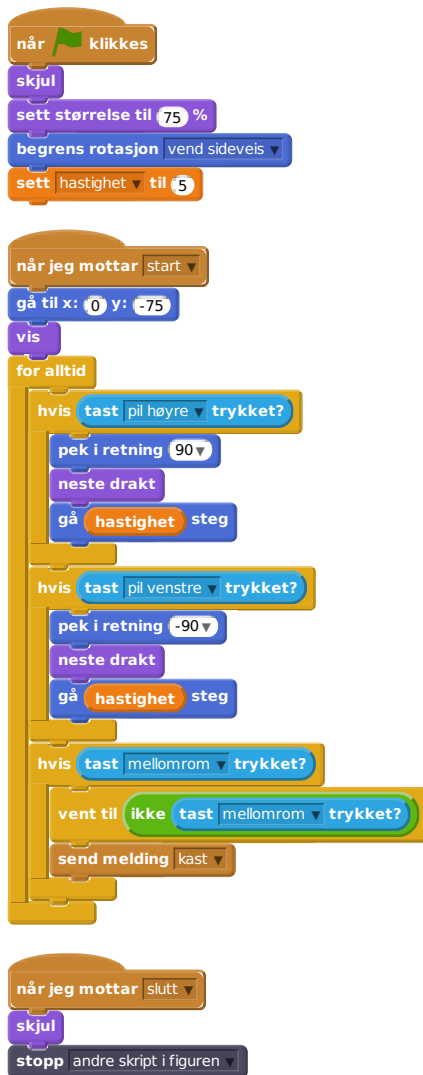 når klikkes
skjul
sett størrelse til 75 %
begrens rotasjon vend sideveis
sett hastighet til 5
når jeg mottar start
gå til x: 0 y: -75
vis
for alltid
hvis tast pil høyre trykket?
pek i retning 90
neste drakt
gå hastighet steg
hvis tast pil venstre trykket?
pek i retning -90
neste drakt
gå hastighet steg
hvis tast mellomrom trykket?
vent til ikke tast mellomrom trykket?
send melding kast
når jeg mottar slutt
skjul
stopp andre skript i figuren